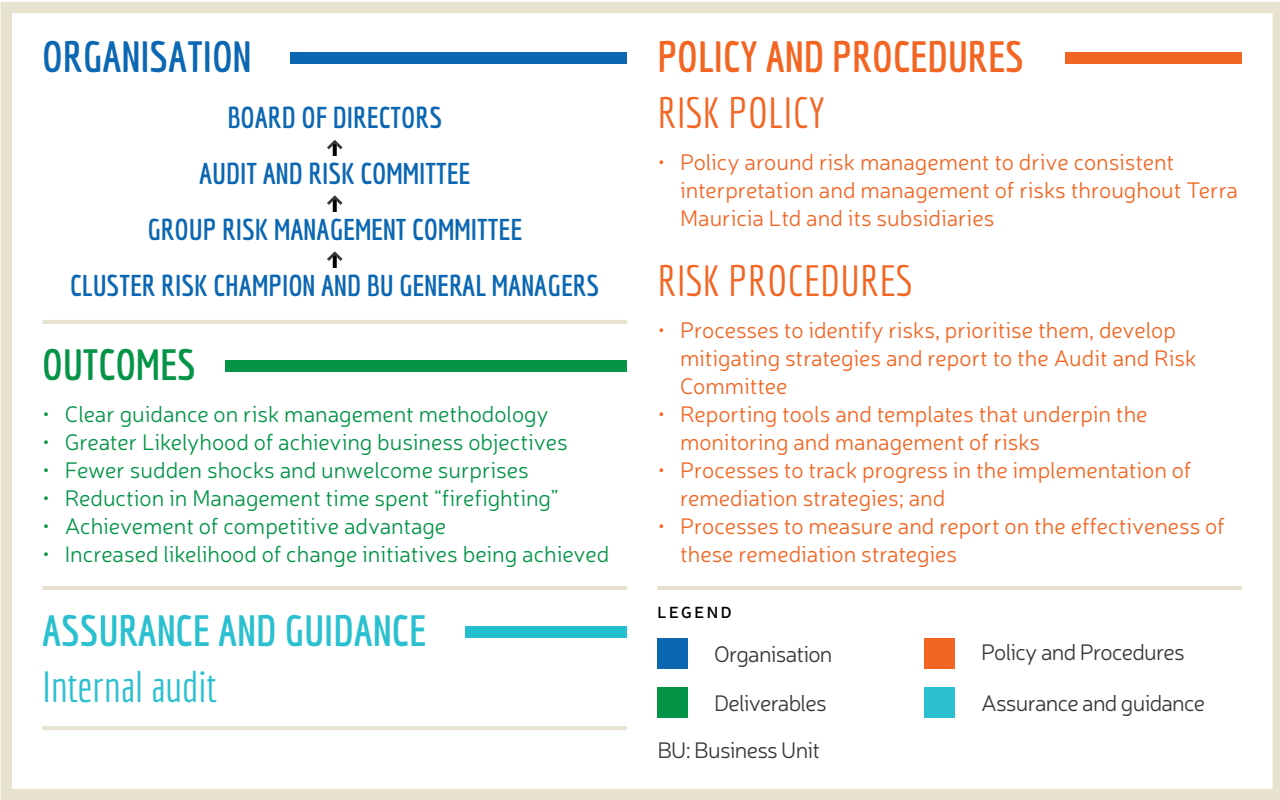 ORGANISATION
BOARD OF DIRECTORS
AUDIT AND RISK COMMITTEE
GROUP RISK MANAGEMENT COMMITTEE
CLUSTER RISK CHAMPION AND BU GENERAL MANAGERS
OUTCOMES
• Clear guidance on risk management methodology
• Greater Likelyhood of achieving business objectives
• Fewer sudden shocks and unwelcome surprises
• Reduction in Management time spent “firefighting”
• Achievement of competitive advantage
• Increased likelihood of change initiatives being achieved
ASSURANCE AND GUIDANCE
Internal audit
POLICY AND PROCEDURES
RISK POLICY
• Policy around risk management to drive consistent
interpretation and management of risks throughout Terra
Mauricia Ltd and its subsidiaries
RISK PROCEDURES
• Processes to identify risks, prioritise them, develop
mitigating strategies and report to the Audit and Risk
Committee
• Reporting tools and templates that underpin the
monitoring and management of risks
• Processes to track progress in the implementation of
remediation strategies; and
• Processes to measure and report on the effectiveness of
these remediation strategies
LEGEND
Organisation
Policy and Procedures
Deliverables
Assurance and guidance
BU: Business Unit